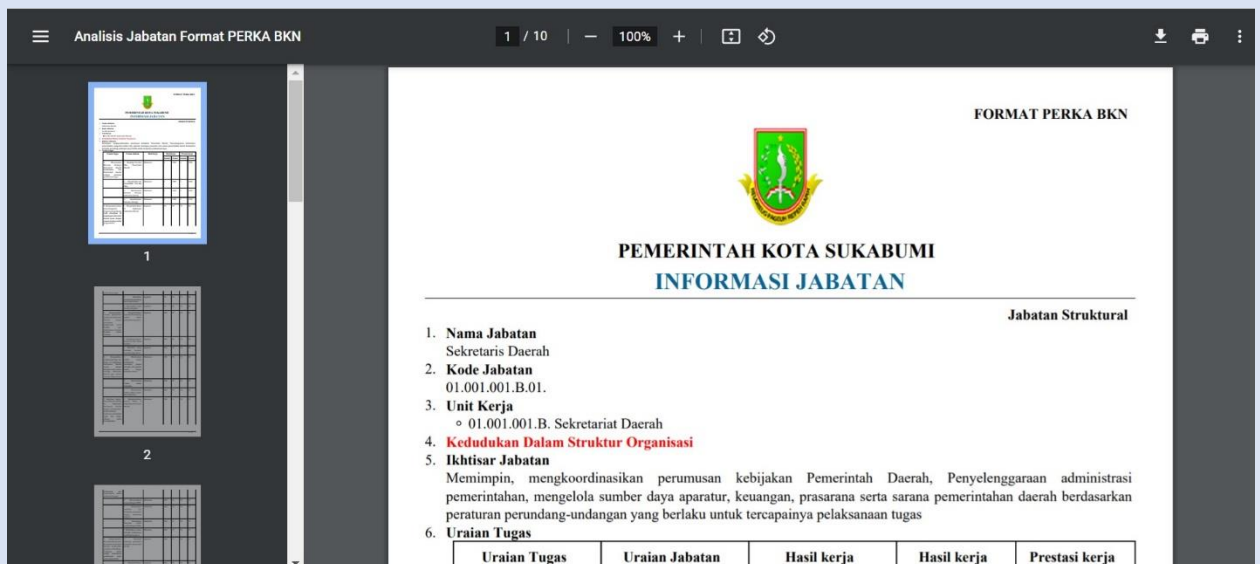 Analisis Jabatan Format PERKA BKN
1 / 10
100%
1
2
FORMAT PERKA BKN
PEMERINTAH KOTA SUKABUMI
INFORMASI JABATAN
Jabatan Struktural
1. Nama Jabatan
Sekretaris Daerah
2. Kode Jabatan
01.001.001.B.01.
3. Unit Kerja
01.001.001.B. Sekretariat Daerah
4. Kedudukan Dalam Struktur Organisasi
5. Ikhtisar Jabatan
Memimpin, mengkoordinasikan perumusan kebijakan Pemerintah Daerah, Penyelenggaraan administrasi
pemerintahan, mengelola sumber daya aparatur, keuangan, prasarana serta sarana pemerintahan daerah berdasarkan
peraturan perundang-undangan yang berlaku untuk tercapainya pelaksanaan tugas
6. Uraian Tugas
Uraian Tugas Uraian Jabatan Hasil kerja Hasil kerja Prestasi kerja